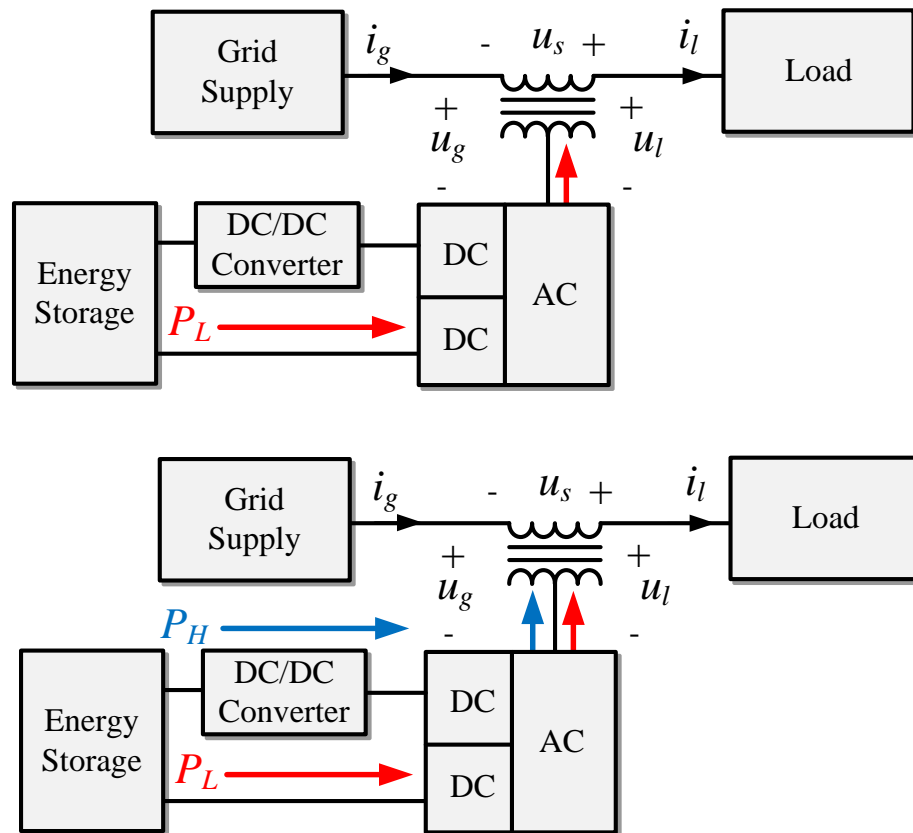 Grid
Supply
i_g
- u_s +
i_l
Load
+
u_g
-
+
u_l
-
Energy
Storage
DC/DC
Converter
P_L
DC
DC
AC
Grid
Supply
i_g
- u_s +
i_l
Load
+
u_g
-
+
u_l
-
P_H
Energy
Storage
DC/DC
Converter
P_L
DC
DC
AC